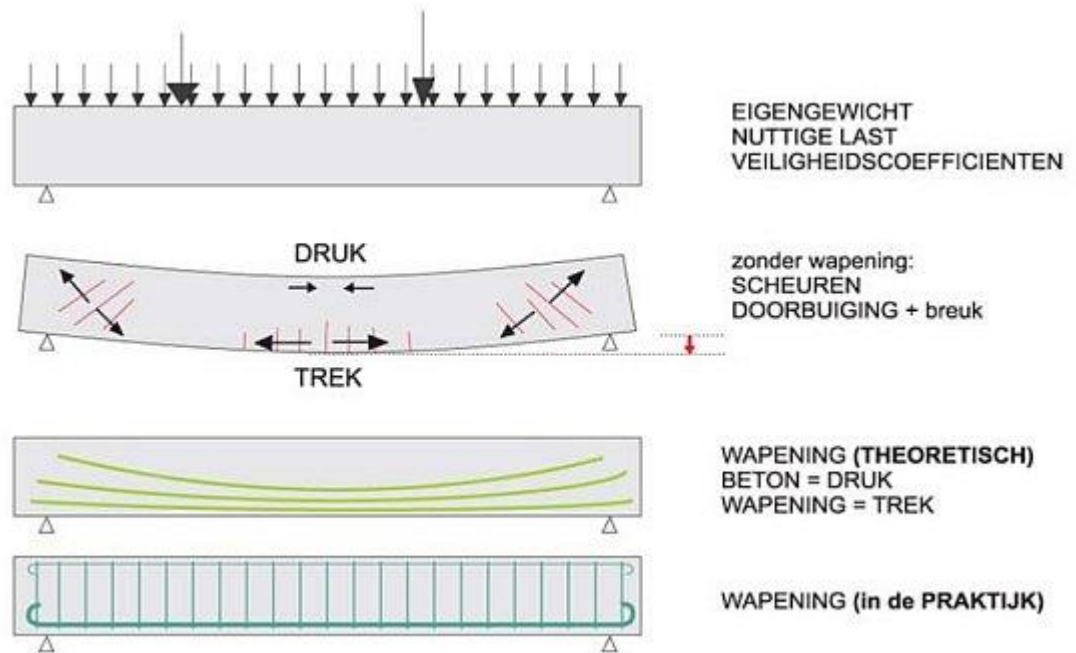 EIGENGEWICHT
NUTTIGE LAST
VEILIGHEIDSCOEFFICIENTEN
DRUK
TREK
zonder wapening:
SCHEUREN
DOORBUIGING + breuk
WAPENING (THEORETISCH)
BETON = DRUK
WAPENING = TREK
WAPENING (in de PRAKTIJK)